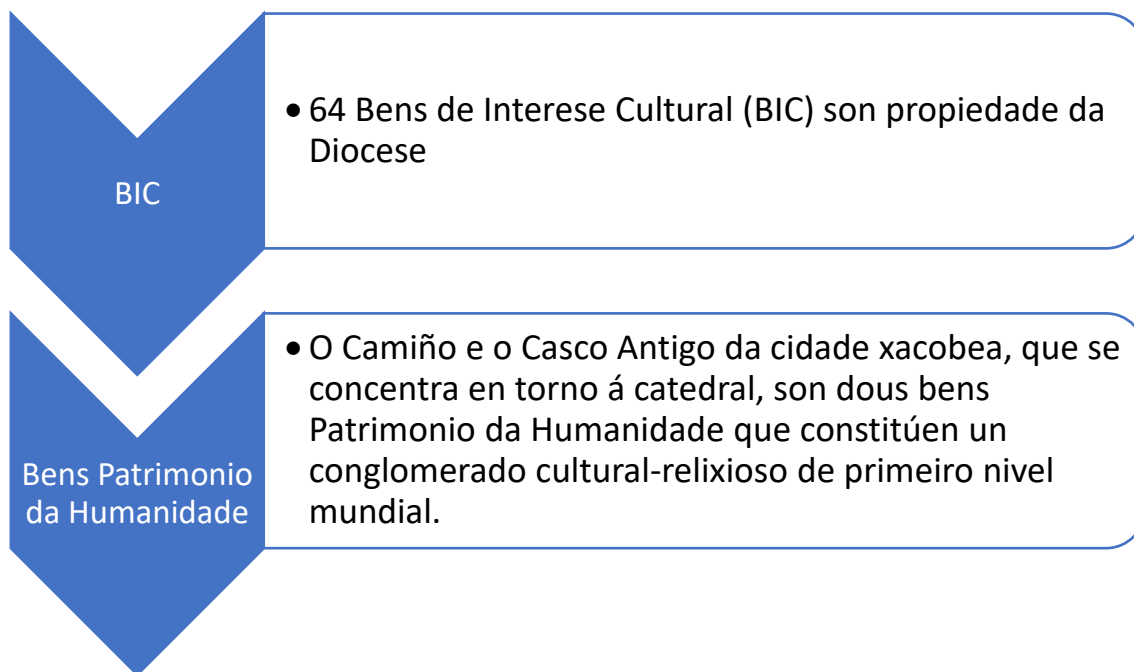 BIC
• 64 Bens de Interese Cultural (BIC) son propiedade da
Diocese
Bens Patrimonio
da Humanidade
• O Camiño e o Casco Antigo da cidade xacobea, que se
concentra en torno á catedral, son dous bens
Patrimonio da Humanidade que constitúen un
conglomerado cultural-relixioso de primeiro nivel
mundial.